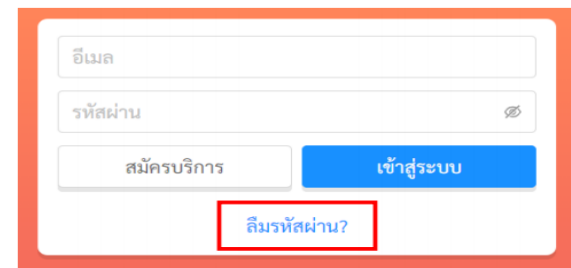 อีเมล
รหัสผ่าน
สมัครบริการ เข้าสู่ระบบ
ลืมรหัสผ่าน?